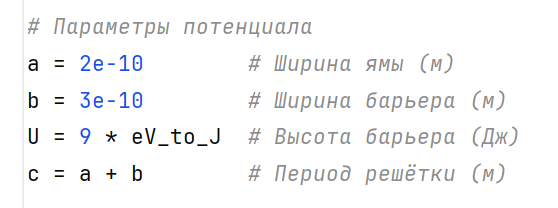 # Параметры потенциала
a = 2e-10 # Ширина ямы (м)
b = 3e-10 # Ширина барьера (м)
U = 9 * eV_to_J # Высота барьера (Дж)
c = a + b # Период решётки (м)